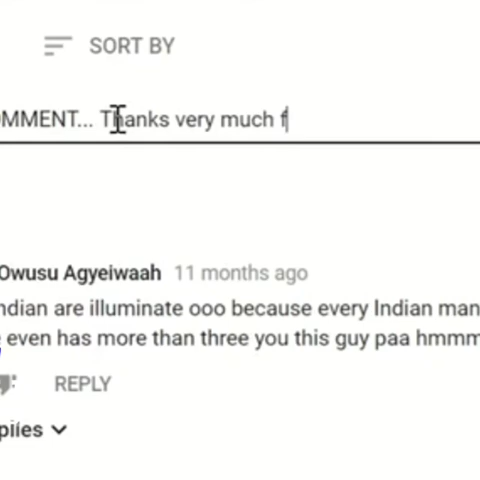 SORT BY
MMENT... Thanks very much f
Owusu Agyeiwaah 11 months ago
ndian are illuminate ooo because every Indian man
even has more than three you this guy paa hmmm
REPLY